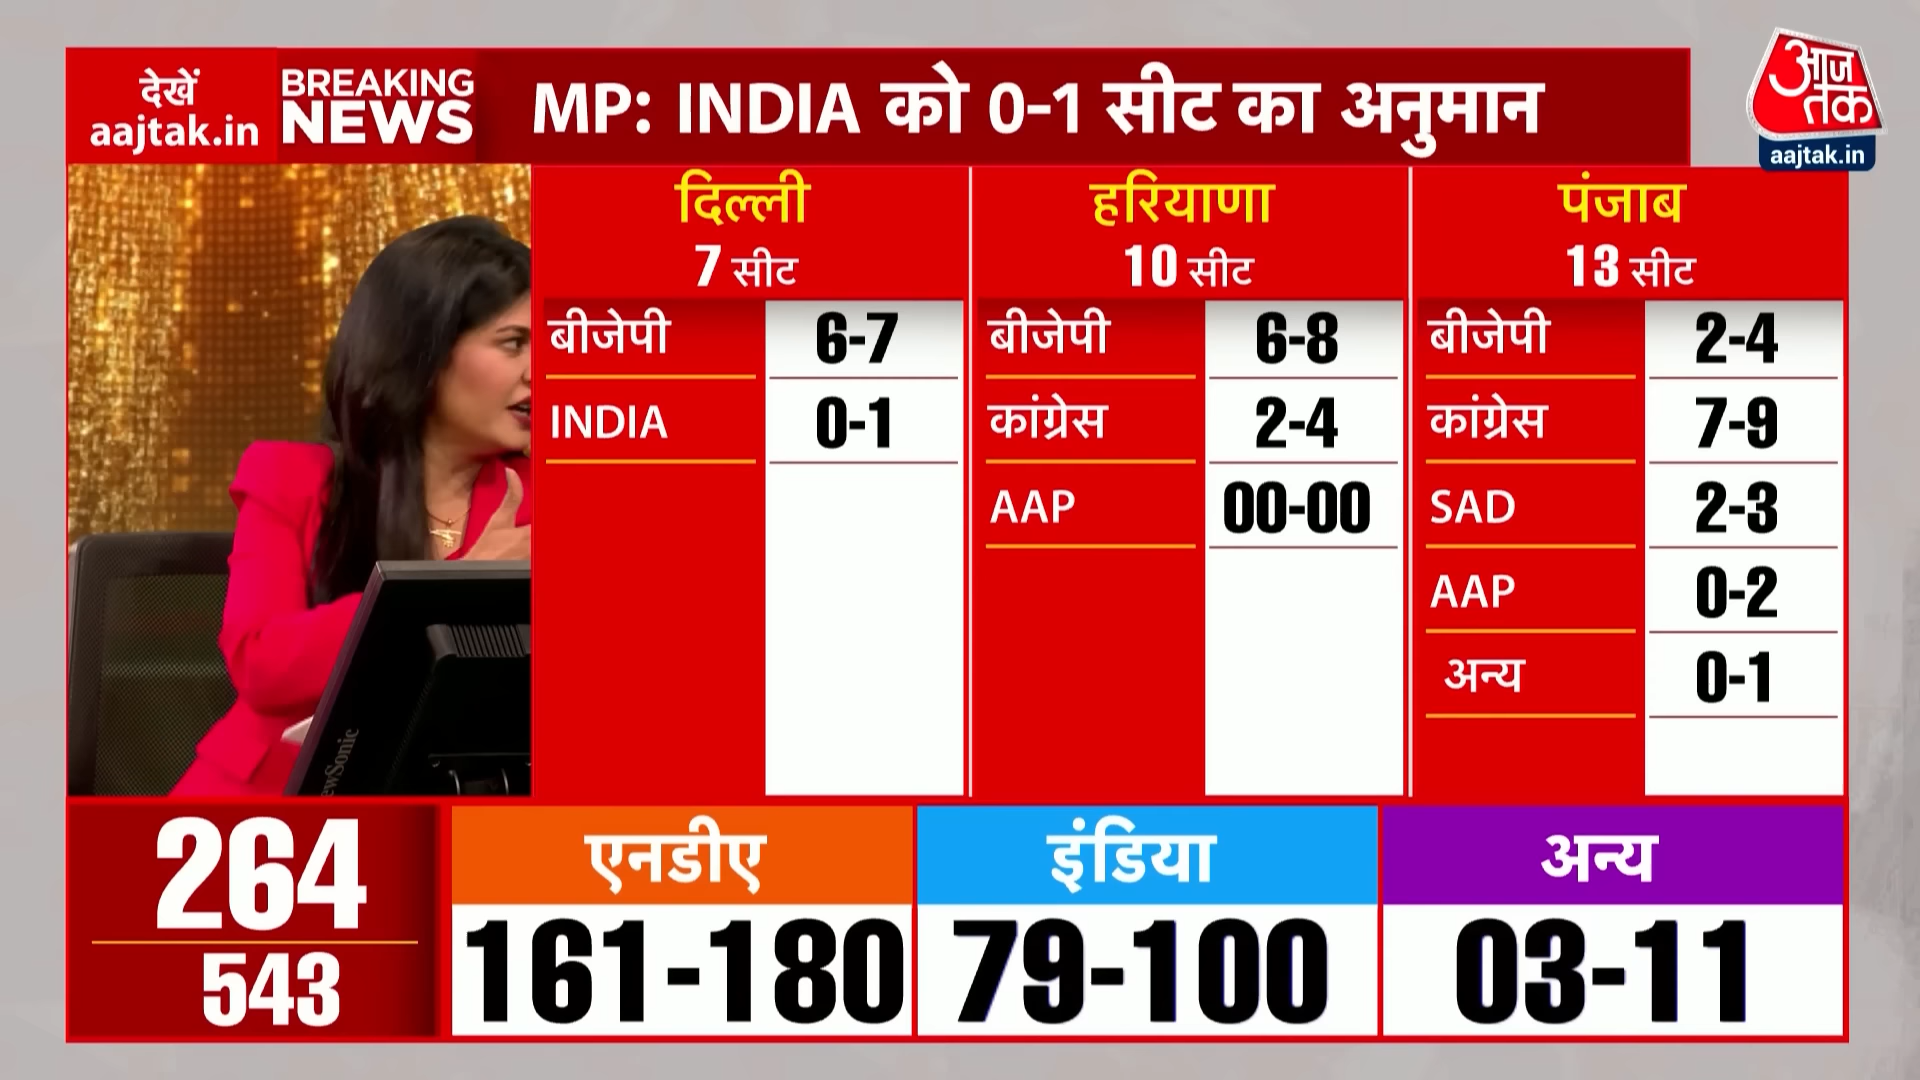 देखें
aajtak.in
BREAKING
NEWS
MP: INDIA को 0-1 सीट का अनुमान
आज
तक
aajtak.in
दिल्ली
7 सीट
बीजेपी 6-7
INDIA 0-1
हरियाणा
10 सीट
बीजेपी 6-8
कांग्रेस 2-4
AAP 00-00
पंजाब
13 सीट
बीजेपी 2-4
कांग्रेस 7-9
SAD 2-3
AAP 0-2
अन्य 0-1
ewSonic
264
543
एनडीए
161-180
इंडिया
79-100
अन्य
03-11